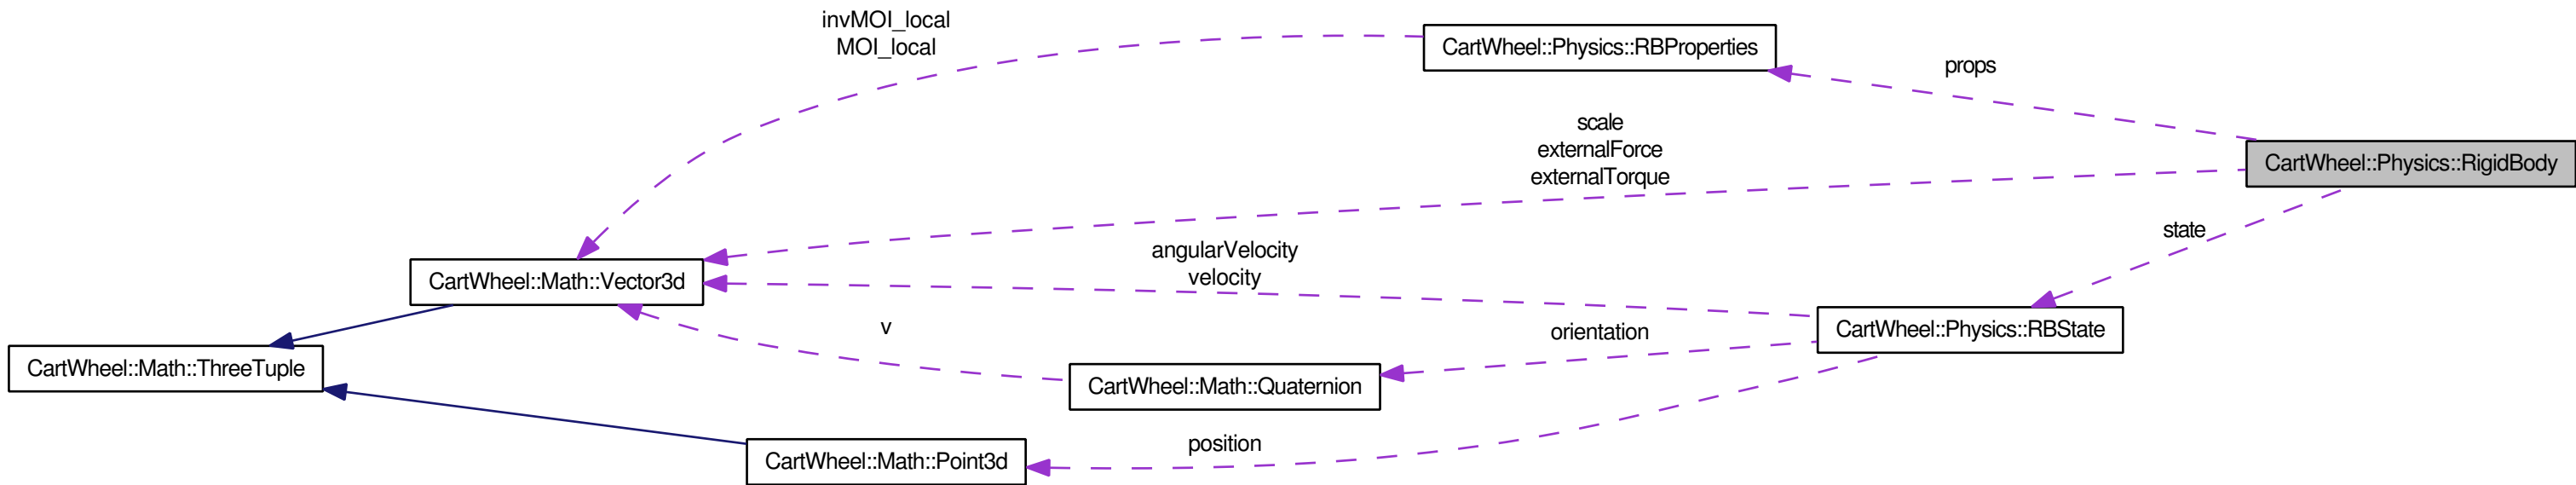 invMOI_local
MOI_local
CartWheel::Physics::RBProperties
props
scale
externalForce
externalTorque
CartWheel::Physics::RigidBody
state
angularVelocity
velocity
CartWheel::Math::Vector3d
v
orientation
CartWheel::Physics::RBState
CartWheel::Math::ThreeTuple
CartWheel::Math::Quaternion
position
CartWheel::Math::Point3d